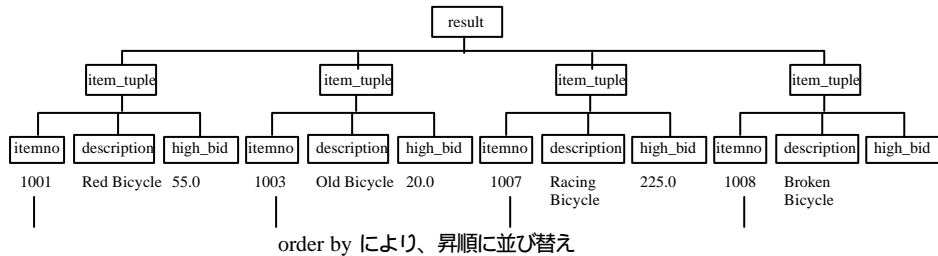 result
item_tuple item_tuple item_tuple item_tuple
itemno description high_bid itemno description high_bid itemno description high_bid itemno description high_bid
1001 Red Bicycle 55.0 1003 Old Bicycle 20.0 1007 Racing Bicycle 225.0 1008 Broken Bicycle
order by により、昇順に並び替え